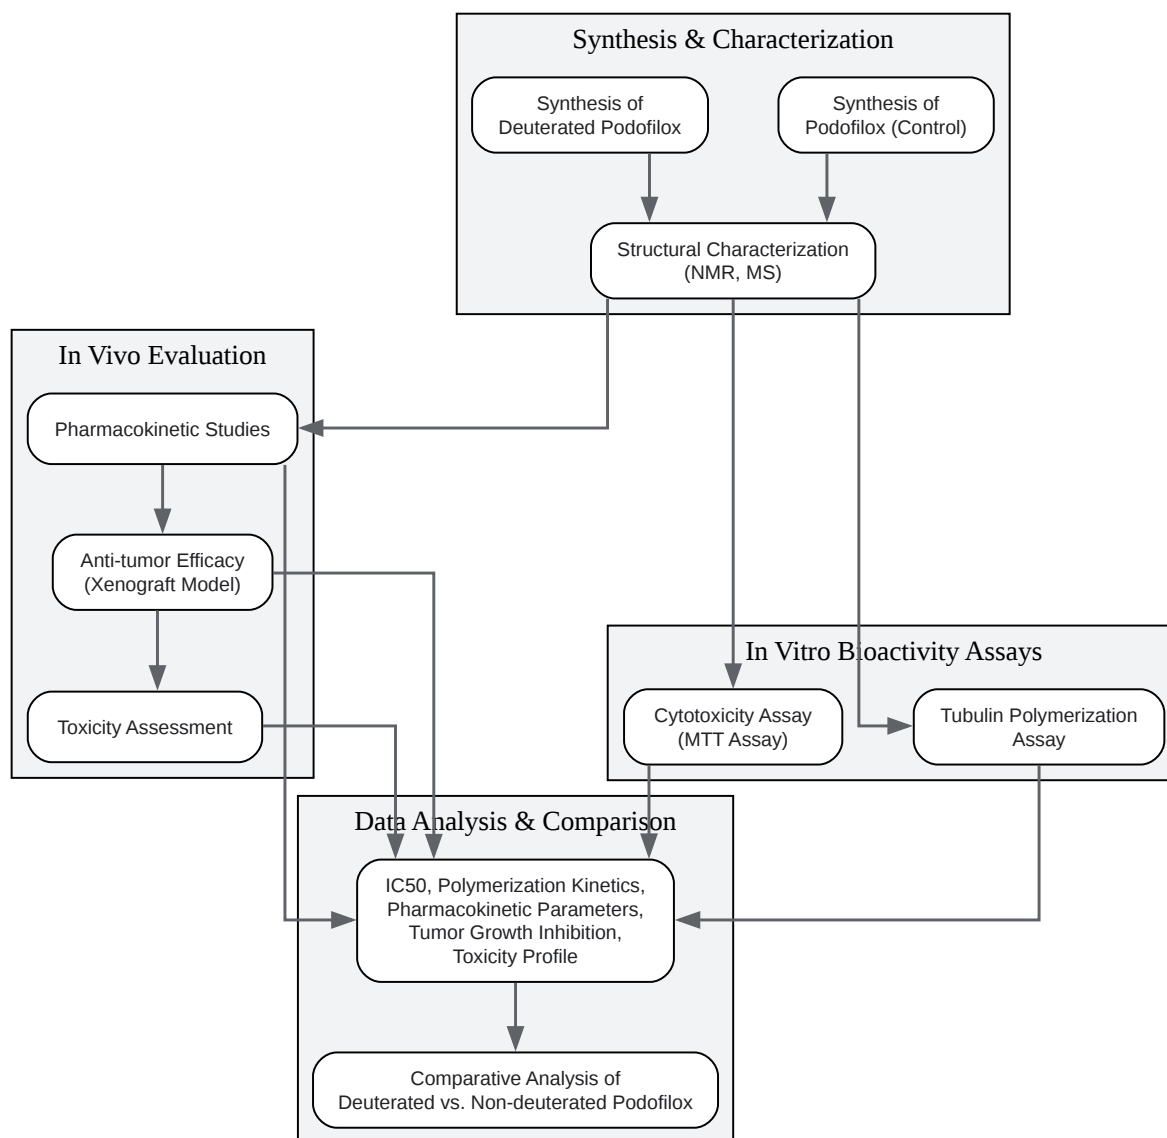 Synthesis & Characterization
Synthesis of
Deuterated Podofilox
Synthesis of
Podofilox (Control)
Structural Characterization
(NMR, MS)
In Vivo Evaluation
Pharmacokinetic Studies
Anti-tumor Efficacy
(Xenograft Model)
Toxicity Assessment
In Vitro Bioactivity Assays
Cytotoxicity Assay
(MTT Assay)
Tubulin Polymerization
Assay
Data Analysis & Comparison
IC50, Polymerization Kinetics,
Pharmacokinetic Parameters,
Tumor Growth Inhibition,
Toxicity Profile
Comparative Analysis of
Deuterated vs. Non-deuterated Podofilox